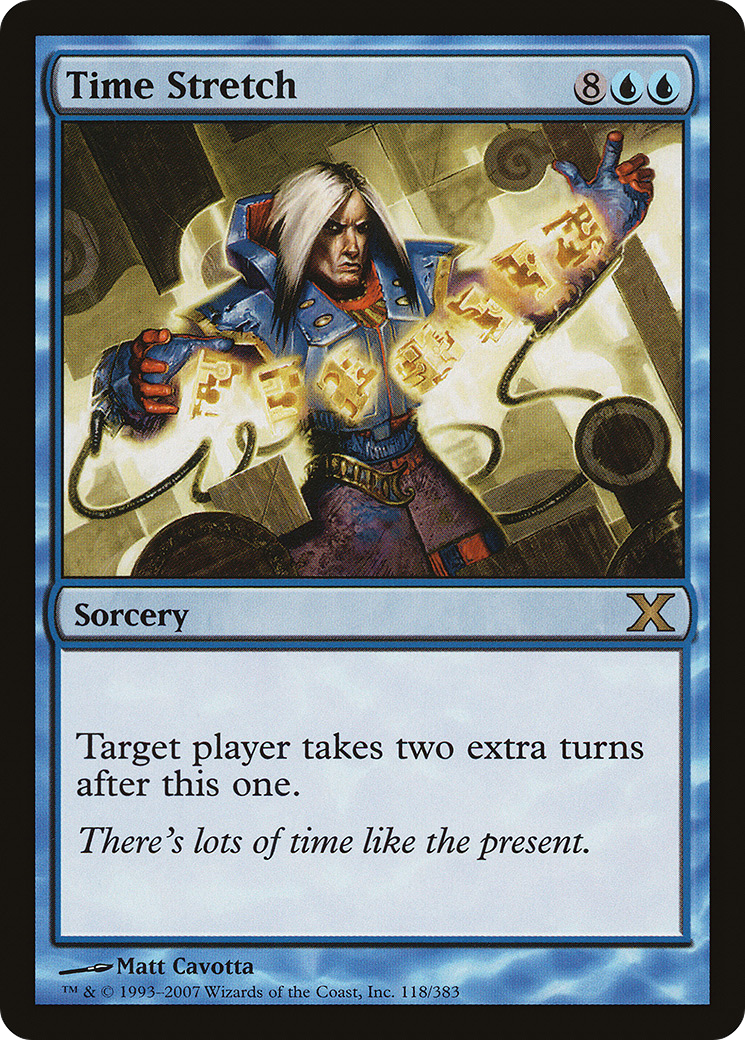 Time Stretch 8
Sorcery X
Target player takes two extra turns
after this one.
There's lots of time like the present.
Matt Cavotta
™ & © 1993–2007 Wizards of the Coast, Inc. 118/383